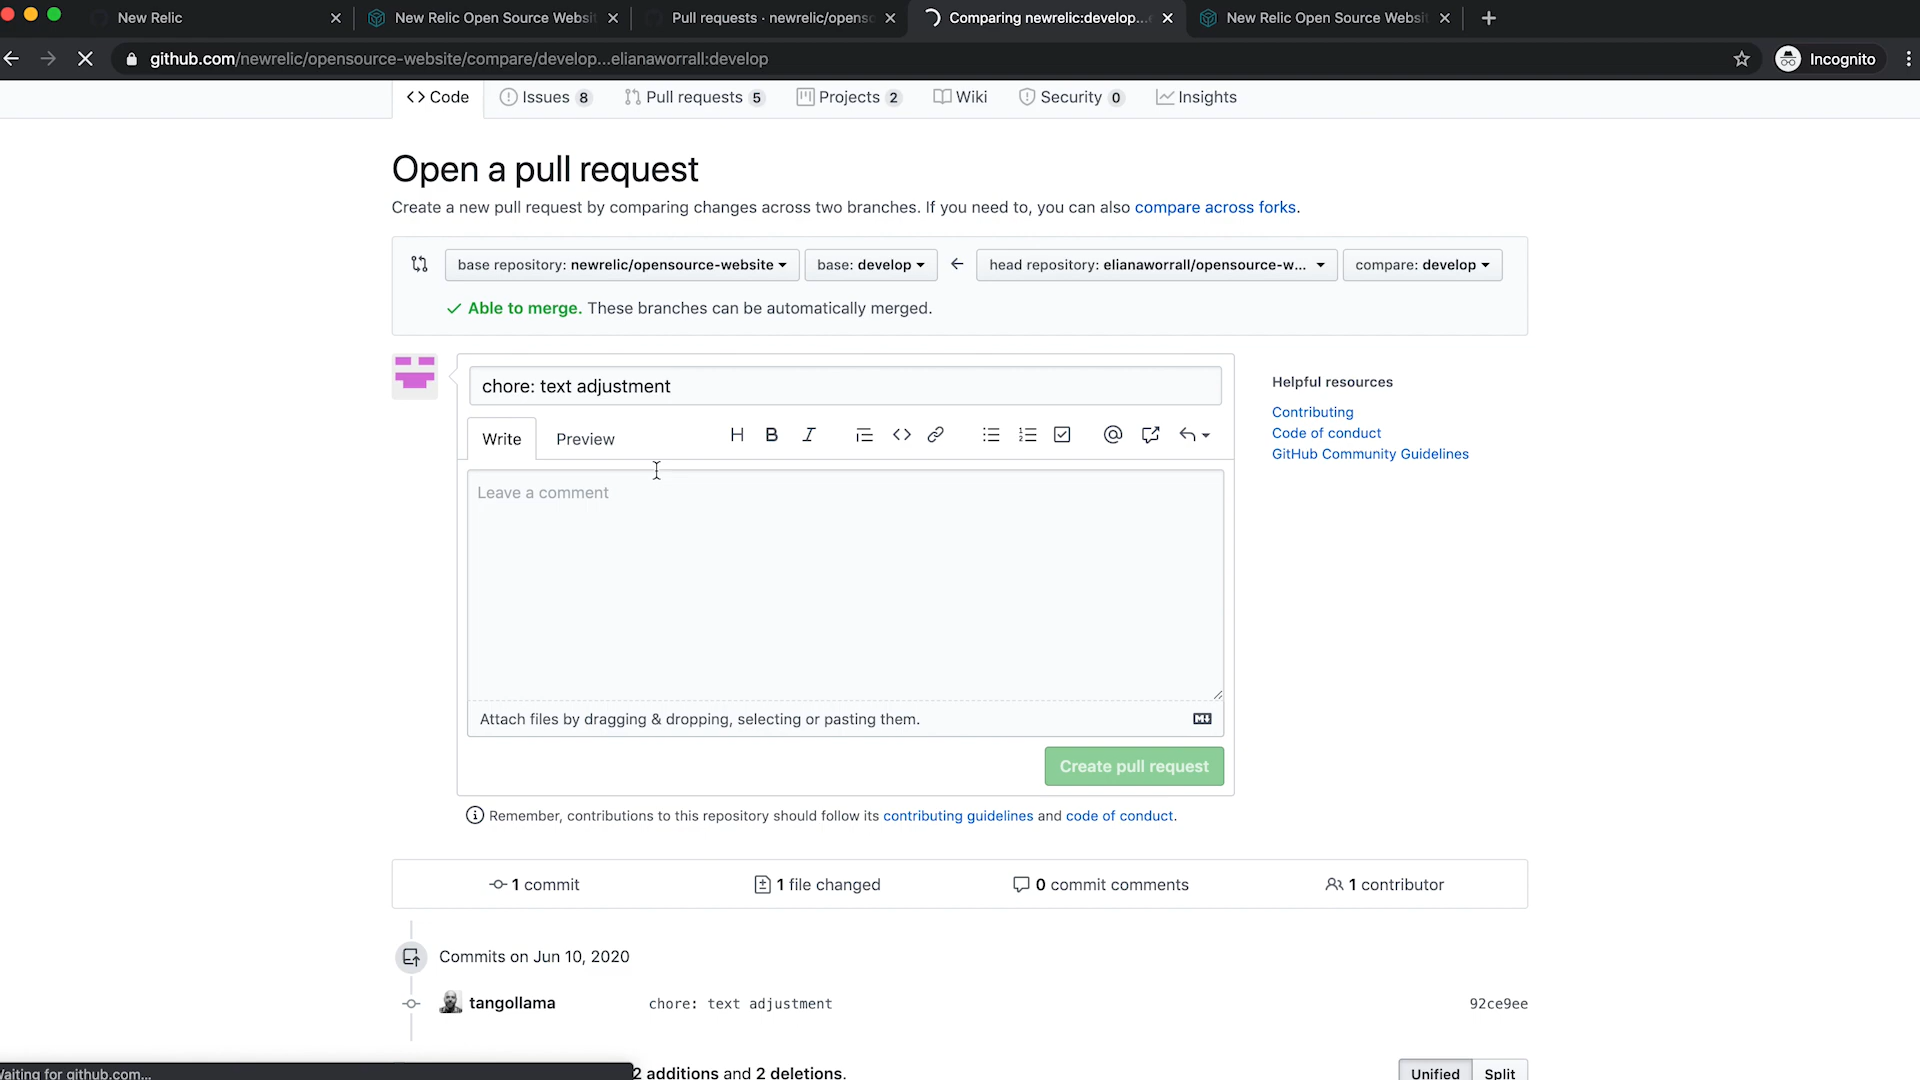 New Relic
New Relic Open Source Websit
Pull requests · newrelic/opensc
Comparing newrelic:develop...e
New Relic Open Source Websit
github.com/newrelic/opensource-website/compare/develop...elianaworrall:develop
Incognito
Code
Issues 8
Pull requests 5
Projects 2
Wiki
Security 0
Insights
Open a pull request
Create a new pull request by comparing changes across two branches. If you need to, you can also compare across forks.
base repository: newrelic/opensource-website
base: develop
head repository: elianaworrall/opensource-w...
compare: develop
Able to merge. These branches can be automatically merged.
chore: text adjustment
Write
Preview
Leave a comment
Attach files by dragging & dropping, selecting or pasting them.
Create pull request
Helpful resources
Contributing
Code of conduct
GitHub Community Guidelines
Remember, contributions to this repository should follow its contributing guidelines and code of conduct.
1 commit
1 file changed
0 commit comments
1 contributor
Commits on Jun 10, 2020
tangollama
chore: text adjustment
92ce9ee
2 additions and 2 deletions.
Unified
Split
Waiting for github.com...